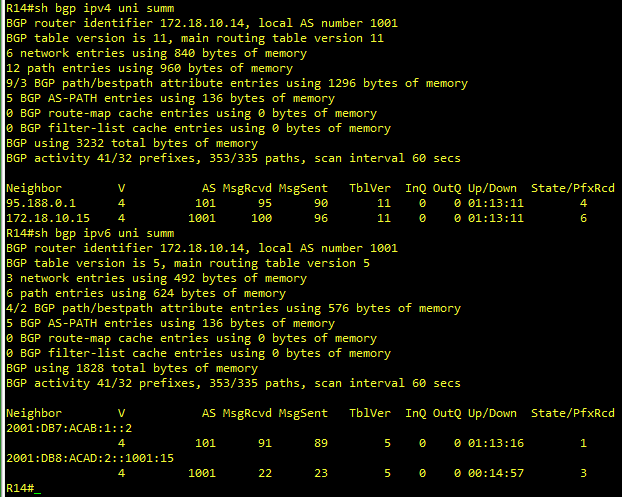 R14#sh bgp ipv4 uni summ
BGP router identifier 172.18.10.14, local AS number 1001
BGP table version is 11, main routing table version 11
6 network entries using 840 bytes of memory
12 path entries using 960 bytes of memory
9/3 BGP path/bestpath attribute entries using 1296 bytes of memory
5 BGP AS-PATH entries using 136 bytes of memory
0 BGP route-map cache entries using 0 bytes of memory
0 BGP filter-list cache entries using 0 bytes of memory
BGP using 3232 total bytes of memory
BGP activity 41/32 prefixes, 353/335 paths, scan interval 60 secs
Neighbor V AS MsgRcvd MsgSent TblVer InQ OutQ Up/Down State/PfxRcd
95.188.0.1 4 101 95 90 11 0 0 01:13:11 4
172.18.10.15 4 1001 100 96 11 0 0 01:13:11 6
R14#sh bgp ipv6 uni summ
BGP router identifier 172.18.10.14, local AS number 1001
BGP table version is 5, main routing table version 5
3 network entries using 492 bytes of memory
6 path entries using 624 bytes of memory
4/2 BGP path/bestpath attribute entries using 576 bytes of memory
5 BGP AS-PATH entries using 136 bytes of memory
0 BGP route-map cache entries using 0 bytes of memory
0 BGP filter-list cache entries using 0 bytes of memory
BGP using 1828 total bytes of memory
BGP activity 41/32 prefixes, 353/335 paths, scan interval 60 secs
Neighbor V AS MsgRcvd MsgSent TblVer InQ OutQ Up/Down State/PfxRcd
2001:DB7:ACAB:1::2
4 101 91 89 5 0 0 01:13:16 1
2001:DB8:ACAD:2::1001:15
4 1001 22 23 5 0 0 00:14:57 3
R14#_